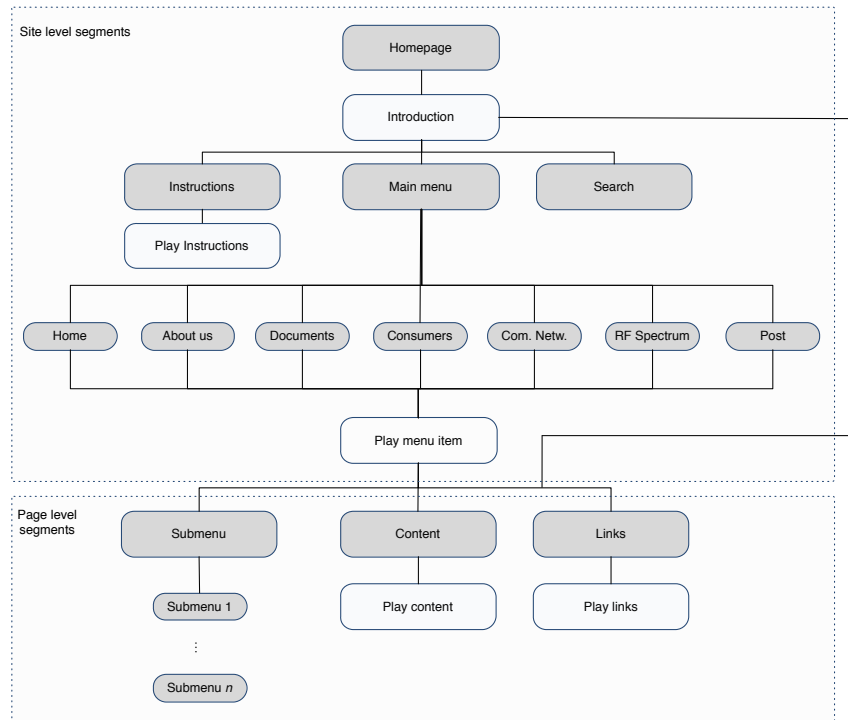 Site level segments
Homepage
Introduction
Instructions
Main menu
Search
Play Instructions
Home
About us
Documents
Consumers
Com. Netw.
RF Spectrum
Post
Play menu item
Page level
segments
Submenu
Content
Links
Submenu 1
Play content
Play links
⋮
Submenu n